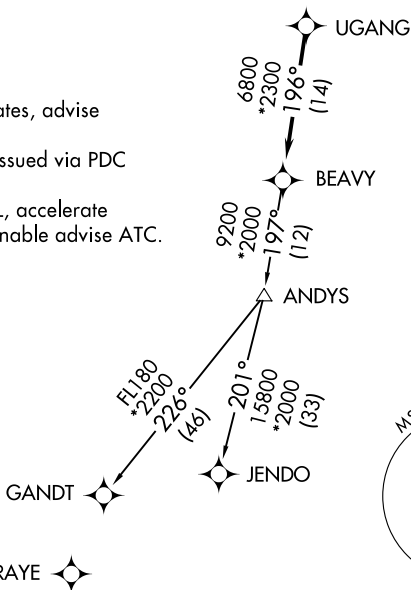 UGANG
6800
*2300
196°
(14)
ates, advise
ssued via PDC
BEAVY
L, accelerate
nable advise ATC.
9200
*2000
197°
(12)
ANDYS
FL180
*2200
226°
(46)
201°
15800
*2000
(33)
GANDT
JENDO
RAYE